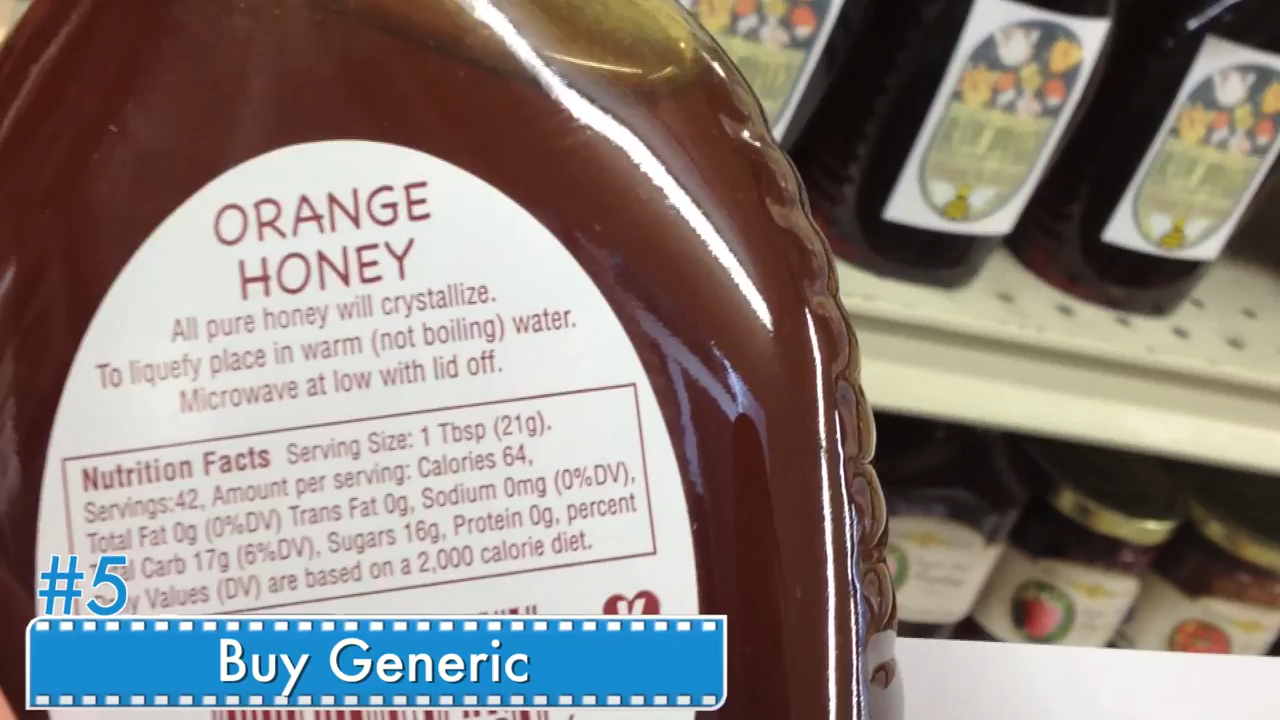 ORANGE
HONEY
All pure honey will crystallize.
To liquefy place in warm (not boiling) water.
Microwave at low with lid off.
Nutrition Facts Serving Size: 1 Tbsp (21g).
Servings:42, Amount per serving: Calories 64,
Total Fat 0g (0%DV) Trans Fat 0g, Sodium 0mg (0%DV),
Total Carb 17g (6%DV), Sugars 16g, Protein 0g, percent
Values (DV) are based on a 2,000 calorie diet.
#5
Buy Generic